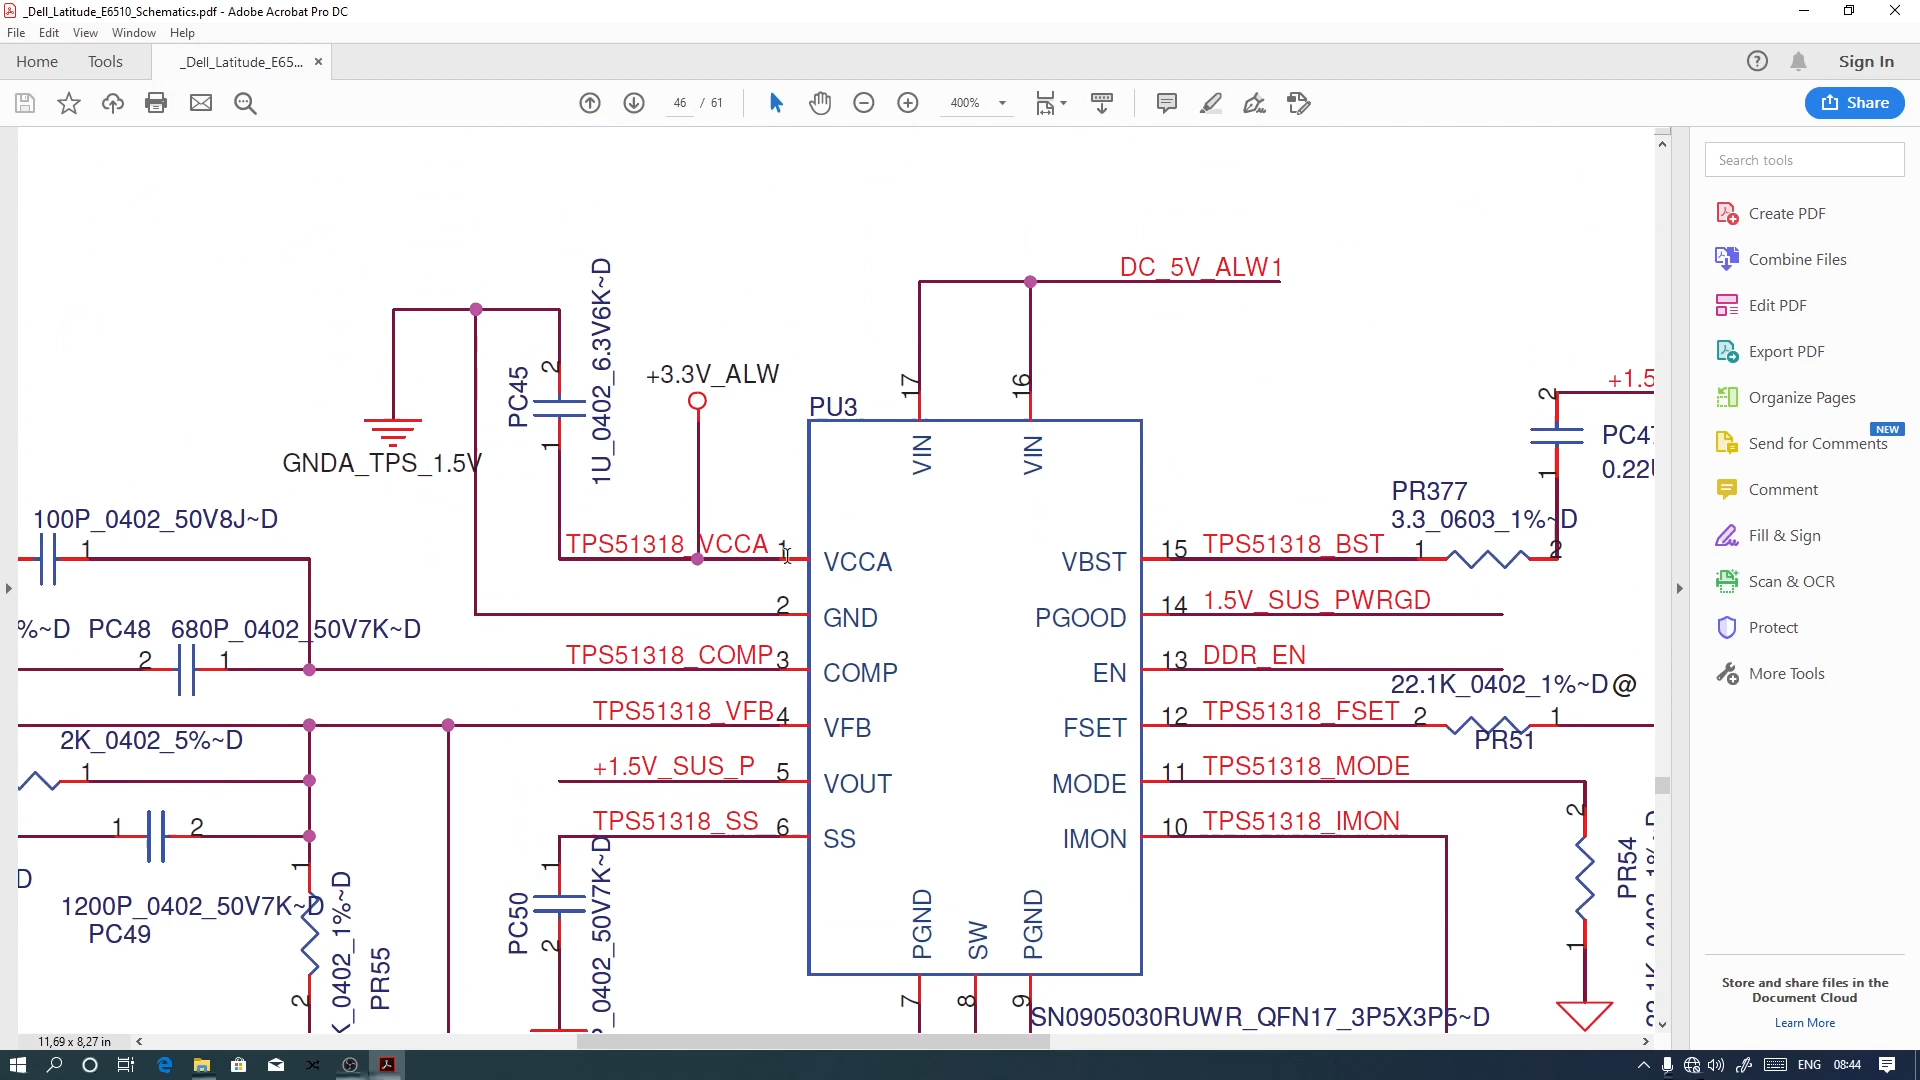 _Dell_Latitude_E6510_Schematics.pdf - Adobe Acrobat Pro DC
File Edit View Window Help
Home Tools _Dell_Latitude_E65... × Sign In
46 / 61 400% Share
Search tools
Create PDF
Combine Files
Edit PDF
Export PDF
Organize Pages
NEW
Send for Comments
Comment
Fill & Sign
Scan & OCR
Protect
More Tools
Store and share files in the
Document Cloud
Learn More
DC_5V_ALW1
PC45
2
1
1U_0402_6.3V6K~D
+3.3V_ALW
GNDA_TPS_1.5V
PU3
17
16
VIN
VIN
+1.5
2
PC47
1
PR377
3.3_0603_1%~D
100P_0402_50V8J~D
1
TPS51318_VCCA 1 VCCA
VBST 15 TPS51318_BST 1 2
2 GND
PGOOD 14 1.5V_SUS_PWRGD
%~D PC48 680P_0402_50V7K~D
2 1
TPS51318_COMP 3 COMP
EN 13 DDR_EN
22.1K_0402_1%~D @
TPS51318_VFB 4 VFB
FSET 12 TPS51318_FSET 2 1
PR51
2K_0402_5%~D
1
+1.5V_SUS_P 5 VOUT
MODE 11 TPS51318_MODE
1 2
TPS51318_SS 6 SS
IMON 10 TPS51318_IMON
2
PR54
1
D
1200P_0402_50V7K~D
PC49
1
2
PR55
1
PC50
2
PGND
SW
PGND
7
8
9
SN0905030RUWR_QFN17_3P5X3P5~D
11,69 x 8,27 in
ENG 08:44